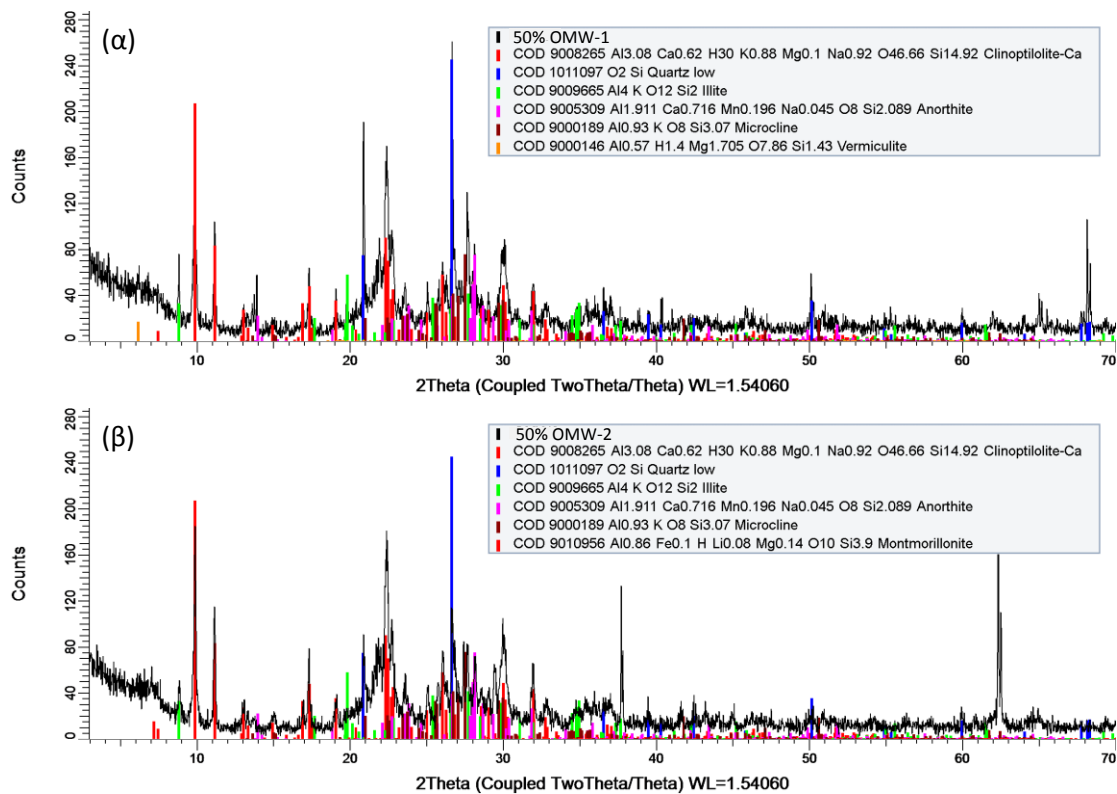 (α)
50% OMW-1
COD 9008265 Al3.08 Ca0.62 H30 K0.88 Mg0.1 Na0.92 O46.66 Si14.92 Clinoptilolite-Ca
COD 1011097 O2 Si Quartz low
COD 9009665 Al4 K O12 Si2 Illite
COD 9005309 Al1.911 Ca0.716 Mn0.196 Na0.045 O8 Si2.089 Anorthite
COD 9000189 Al0.93 K O8 Si3.07 Microcline
COD 9000146 Al0.57 H1.4 Mg1.705 O7.86 Si1.43 Vermiculite
Counts
280
240
200
160
120
80
40
0
10 20 30 40 50 60 70
2Theta (Coupled TwoTheta/Theta) WL=1.54060
(β)
50% OMW-2
COD 9008265 Al3.08 Ca0.62 H30 K0.88 Mg0.1 Na0.92 O46.66 Si14.92 Clinoptilolite-Ca
COD 1011097 O2 Si Quartz low
COD 9009665 Al4 K O12 Si2 Illite
COD 9005309 Al1.911 Ca0.716 Mn0.196 Na0.045 O8 Si2.089 Anorthite
COD 9000189 Al0.93 K O8 Si3.07 Microcline
COD 9010956 Al0.86 Fe0.1 H Li0.08 Mg0.14 O10 Si3.9 Montmorillonite
Counts
280
240
200
160
120
80
40
0
10 20 30 40 50 60 70
2Theta (Coupled TwoTheta/Theta) WL=1.54060